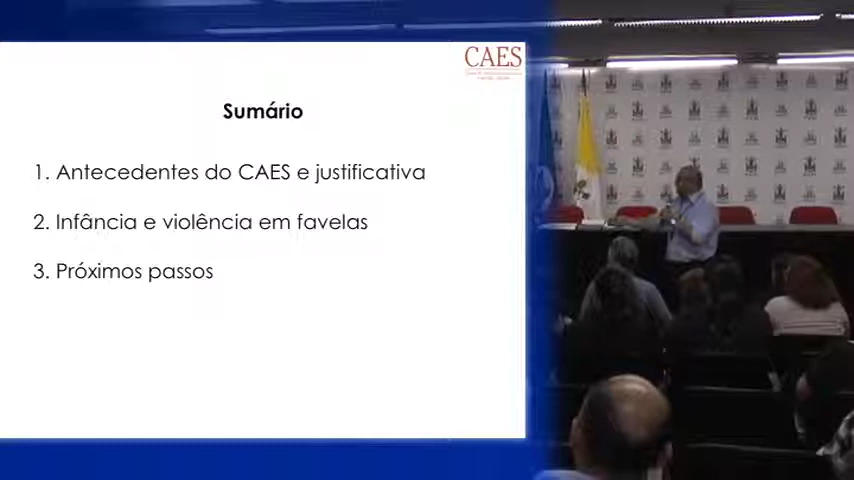 CAES
Sumário
1. Antecedentes do CAES e justificativa
2. Infância e violência em favelas
3. Próximos passos